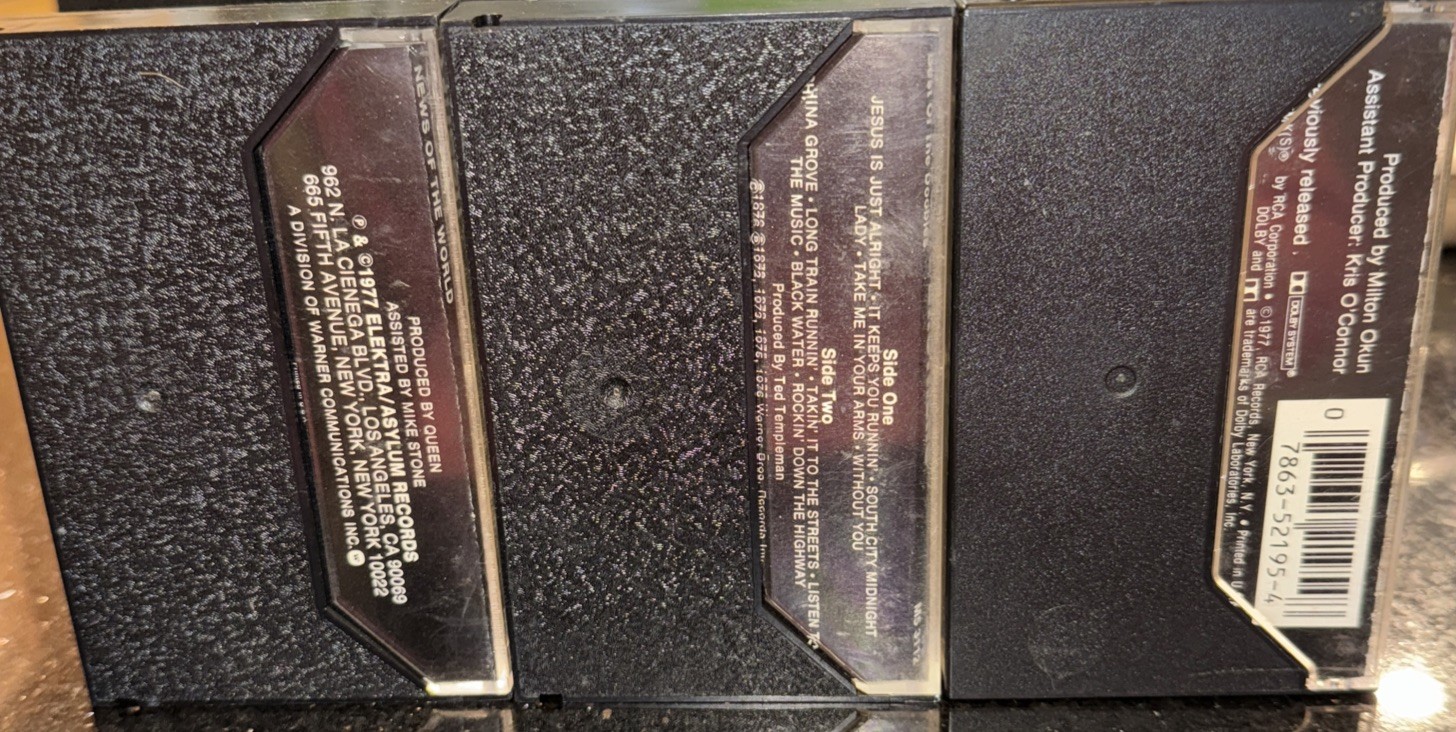 NEWS OF THE WORLD
PRODUCED BY QUEEN
ASSISTED BY MIKE STONE
℗ & ©1977 ELEKTRA/ASYLUM RECORDS
962 N. LA CIENEGA BLVD., LOS ANGELES, CA 90069
665 FIFTH AVENUE, NEW YORK, NEW YORK 10022
A DIVISION OF WARNER COMMUNICATIONS INC.
Side One
JESUS IS JUST ALRIGHT • IT KEEPS YOU RUNNIN' • SOUTH CITY MIDNIGHT
LADY • TAKE ME IN YOUR ARMS • WITHOUT YOU
Side Two
HINA GROVE • LONG TRAIN RUNNIN' • TAKIN' IT TO THE STREETS • LISTEN
THE MUSIC • BLACK WATER • ROCKIN' DOWN THE HIGHWAY
Produced By Ted Templeman
Warner Bros. Records Inc.
Produced by Milton Okun
Assistant Producer: Kris O'Connor
viously released. DOLBY SYSTEM®
K(S)® by RCA Corporation • ©1977, RCA Records, New York, N.Y. • Printed in U
DOLBY and are trademarks of Dolby Laboratories, Inc.
0 7863-52195-4